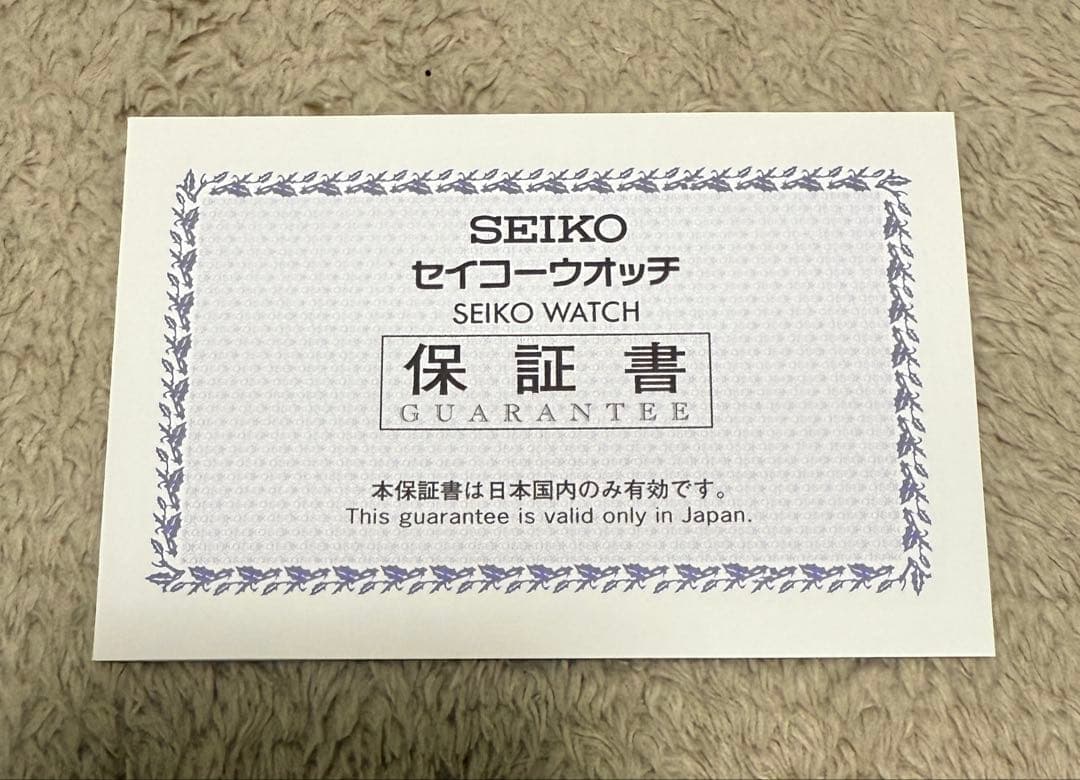 SEIKO
セイコーウオッチ
SEIKO WATCH
保証書
GUARANTEE
本保証書は日本国内のみ有効です。
This guarantee is valid only in Japan.